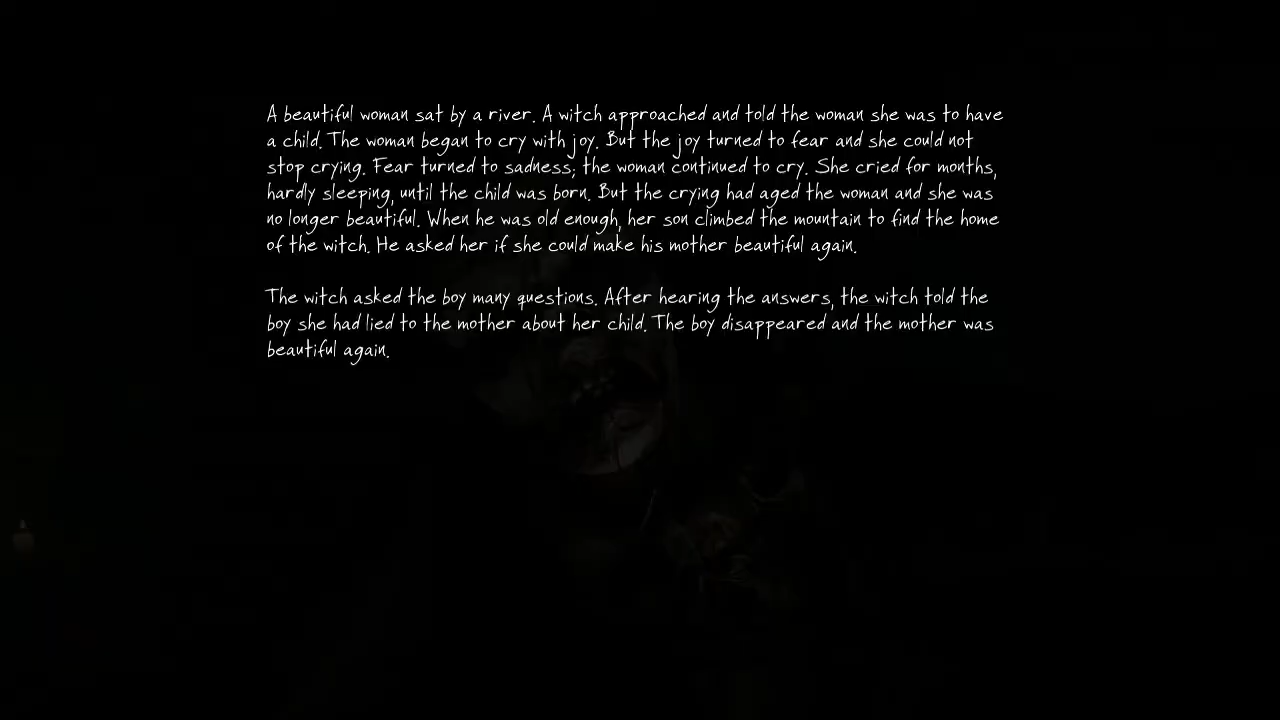 A beautiful woman sat by a river. A witch approached and told the woman she was to have
a child. The woman began to cry with joy. But the joy turned to fear and she could not
stop crying. Fear turned to sadness; the woman continued to cry. She cried for months,
hardly sleeping, until the child was born. But the crying had aged the woman and she was
no longer beautiful. When he was old enough, her son climbed the mountain to find the home
of the witch. He asked her if she could make his mother beautiful again.
The witch asked the boy many questions. After hearing the answers, the witch told the
boy she had lied to the mother about her child. The boy disappeared and the mother was
beautiful again.